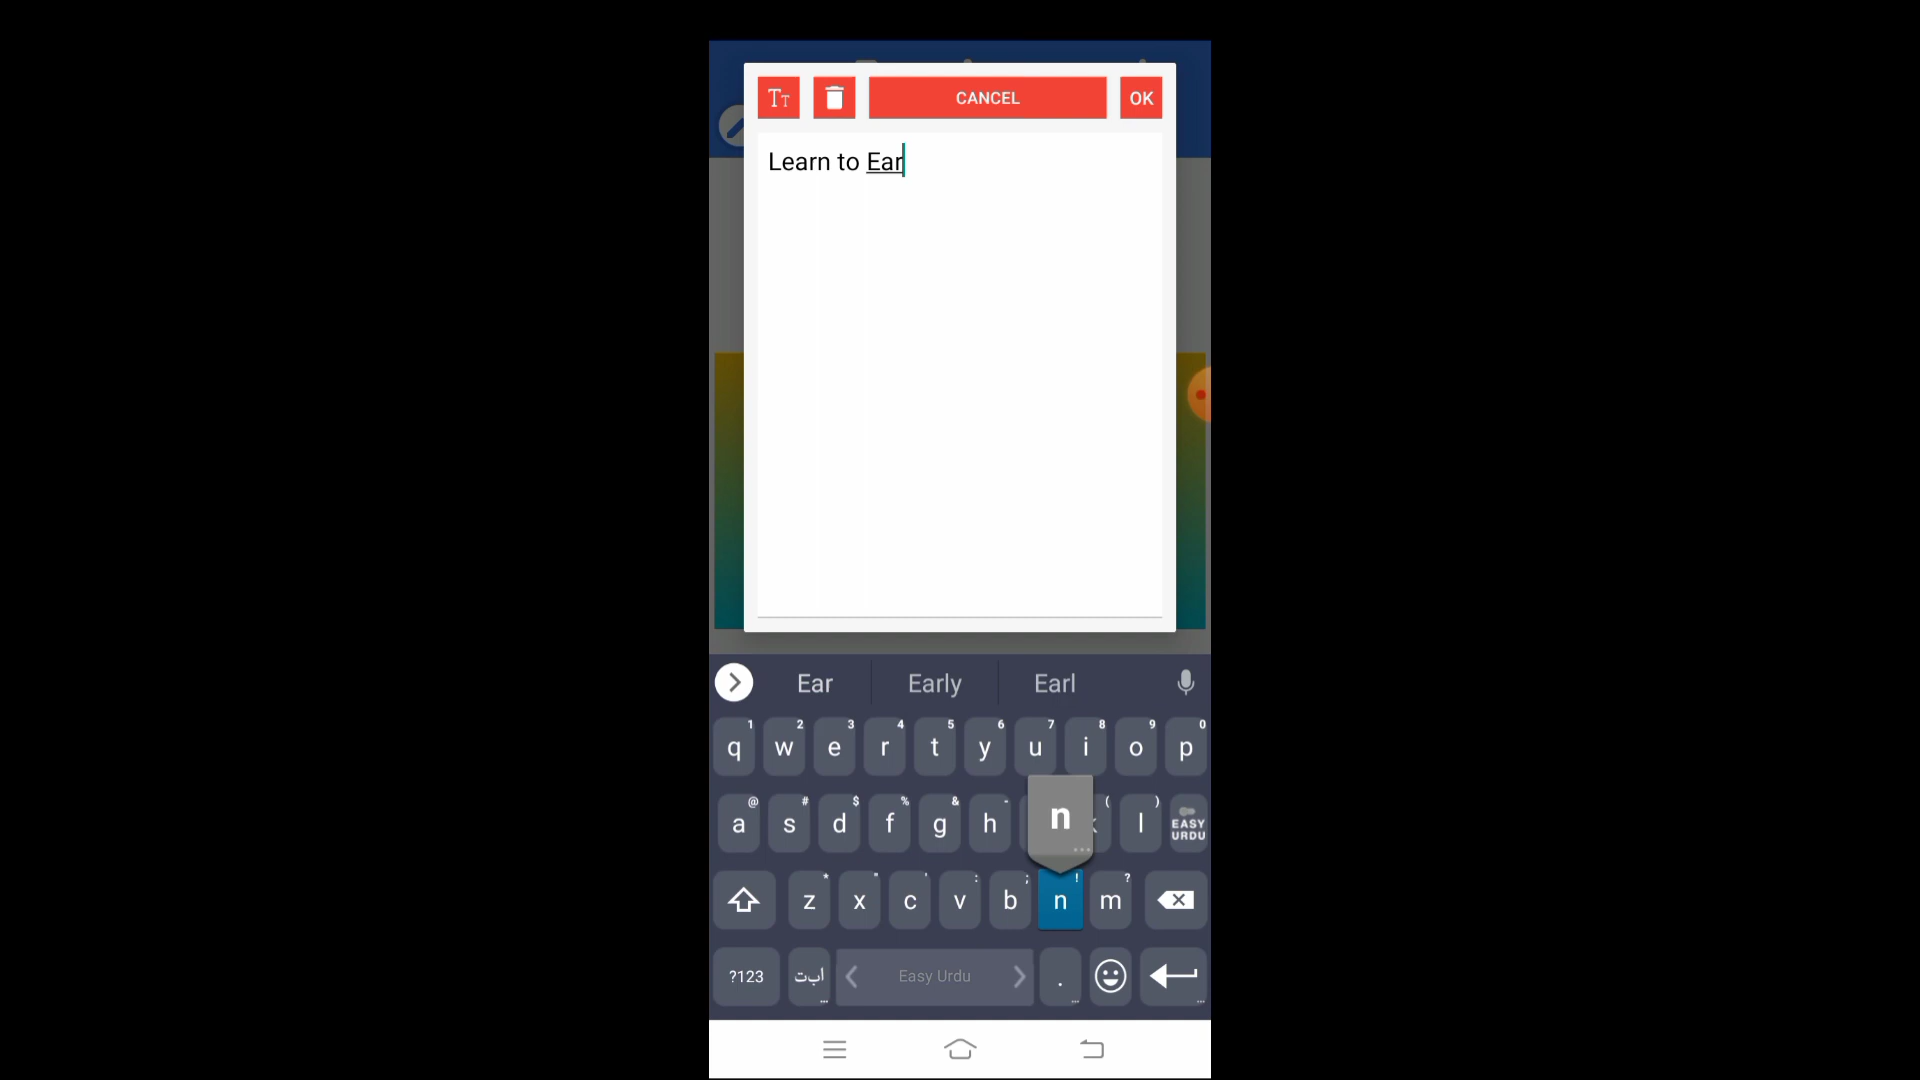 Tт CANCEL OK
Learn to Ear
Ear Early Earl
1 2 3 4 5 6 7 8 9 0
q w e r t y u i o p
@ # $ % & - ( )
n
a s d f g h k l EASY URDU
* " ' : ; ! ?
z x c v b n m
?123 ابت Easy Urdu .